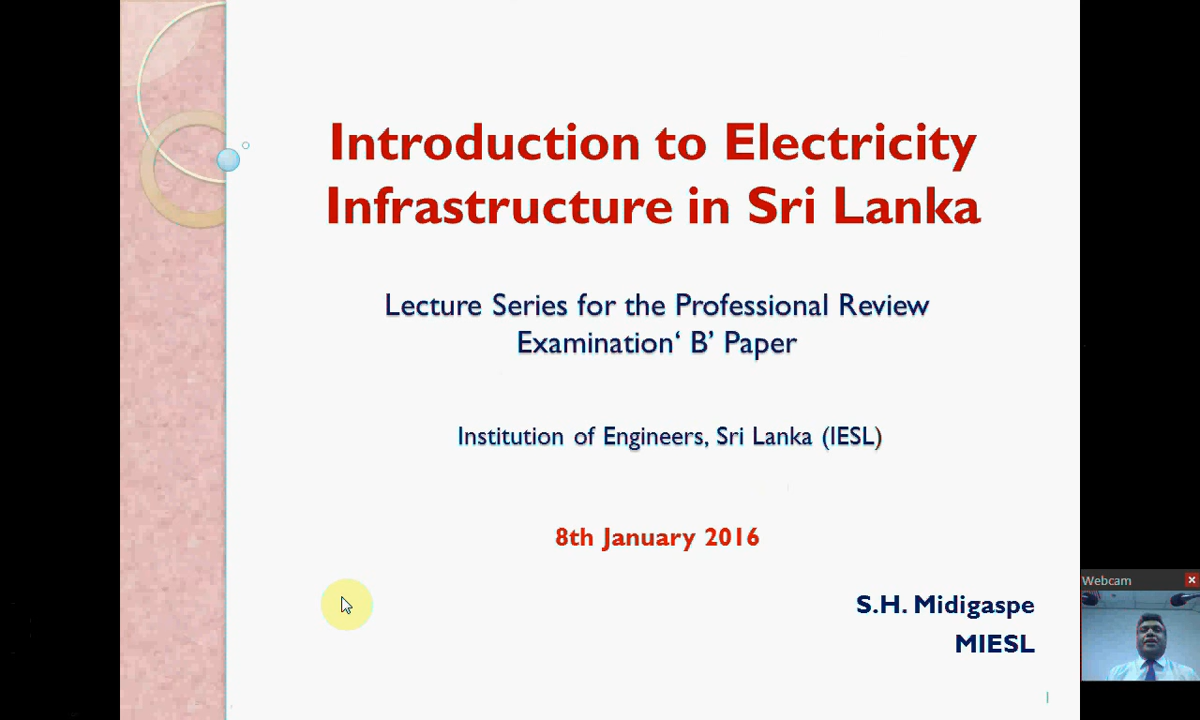 Introduction to Electricity
Infrastructure in Sri Lanka
Lecture Series for the Professional Review
Examination‘ B’ Paper
Institution of Engineers, Sri Lanka (IESL)
8th January 2016
S.H. Midigaspe
MIESL
1
Webcam